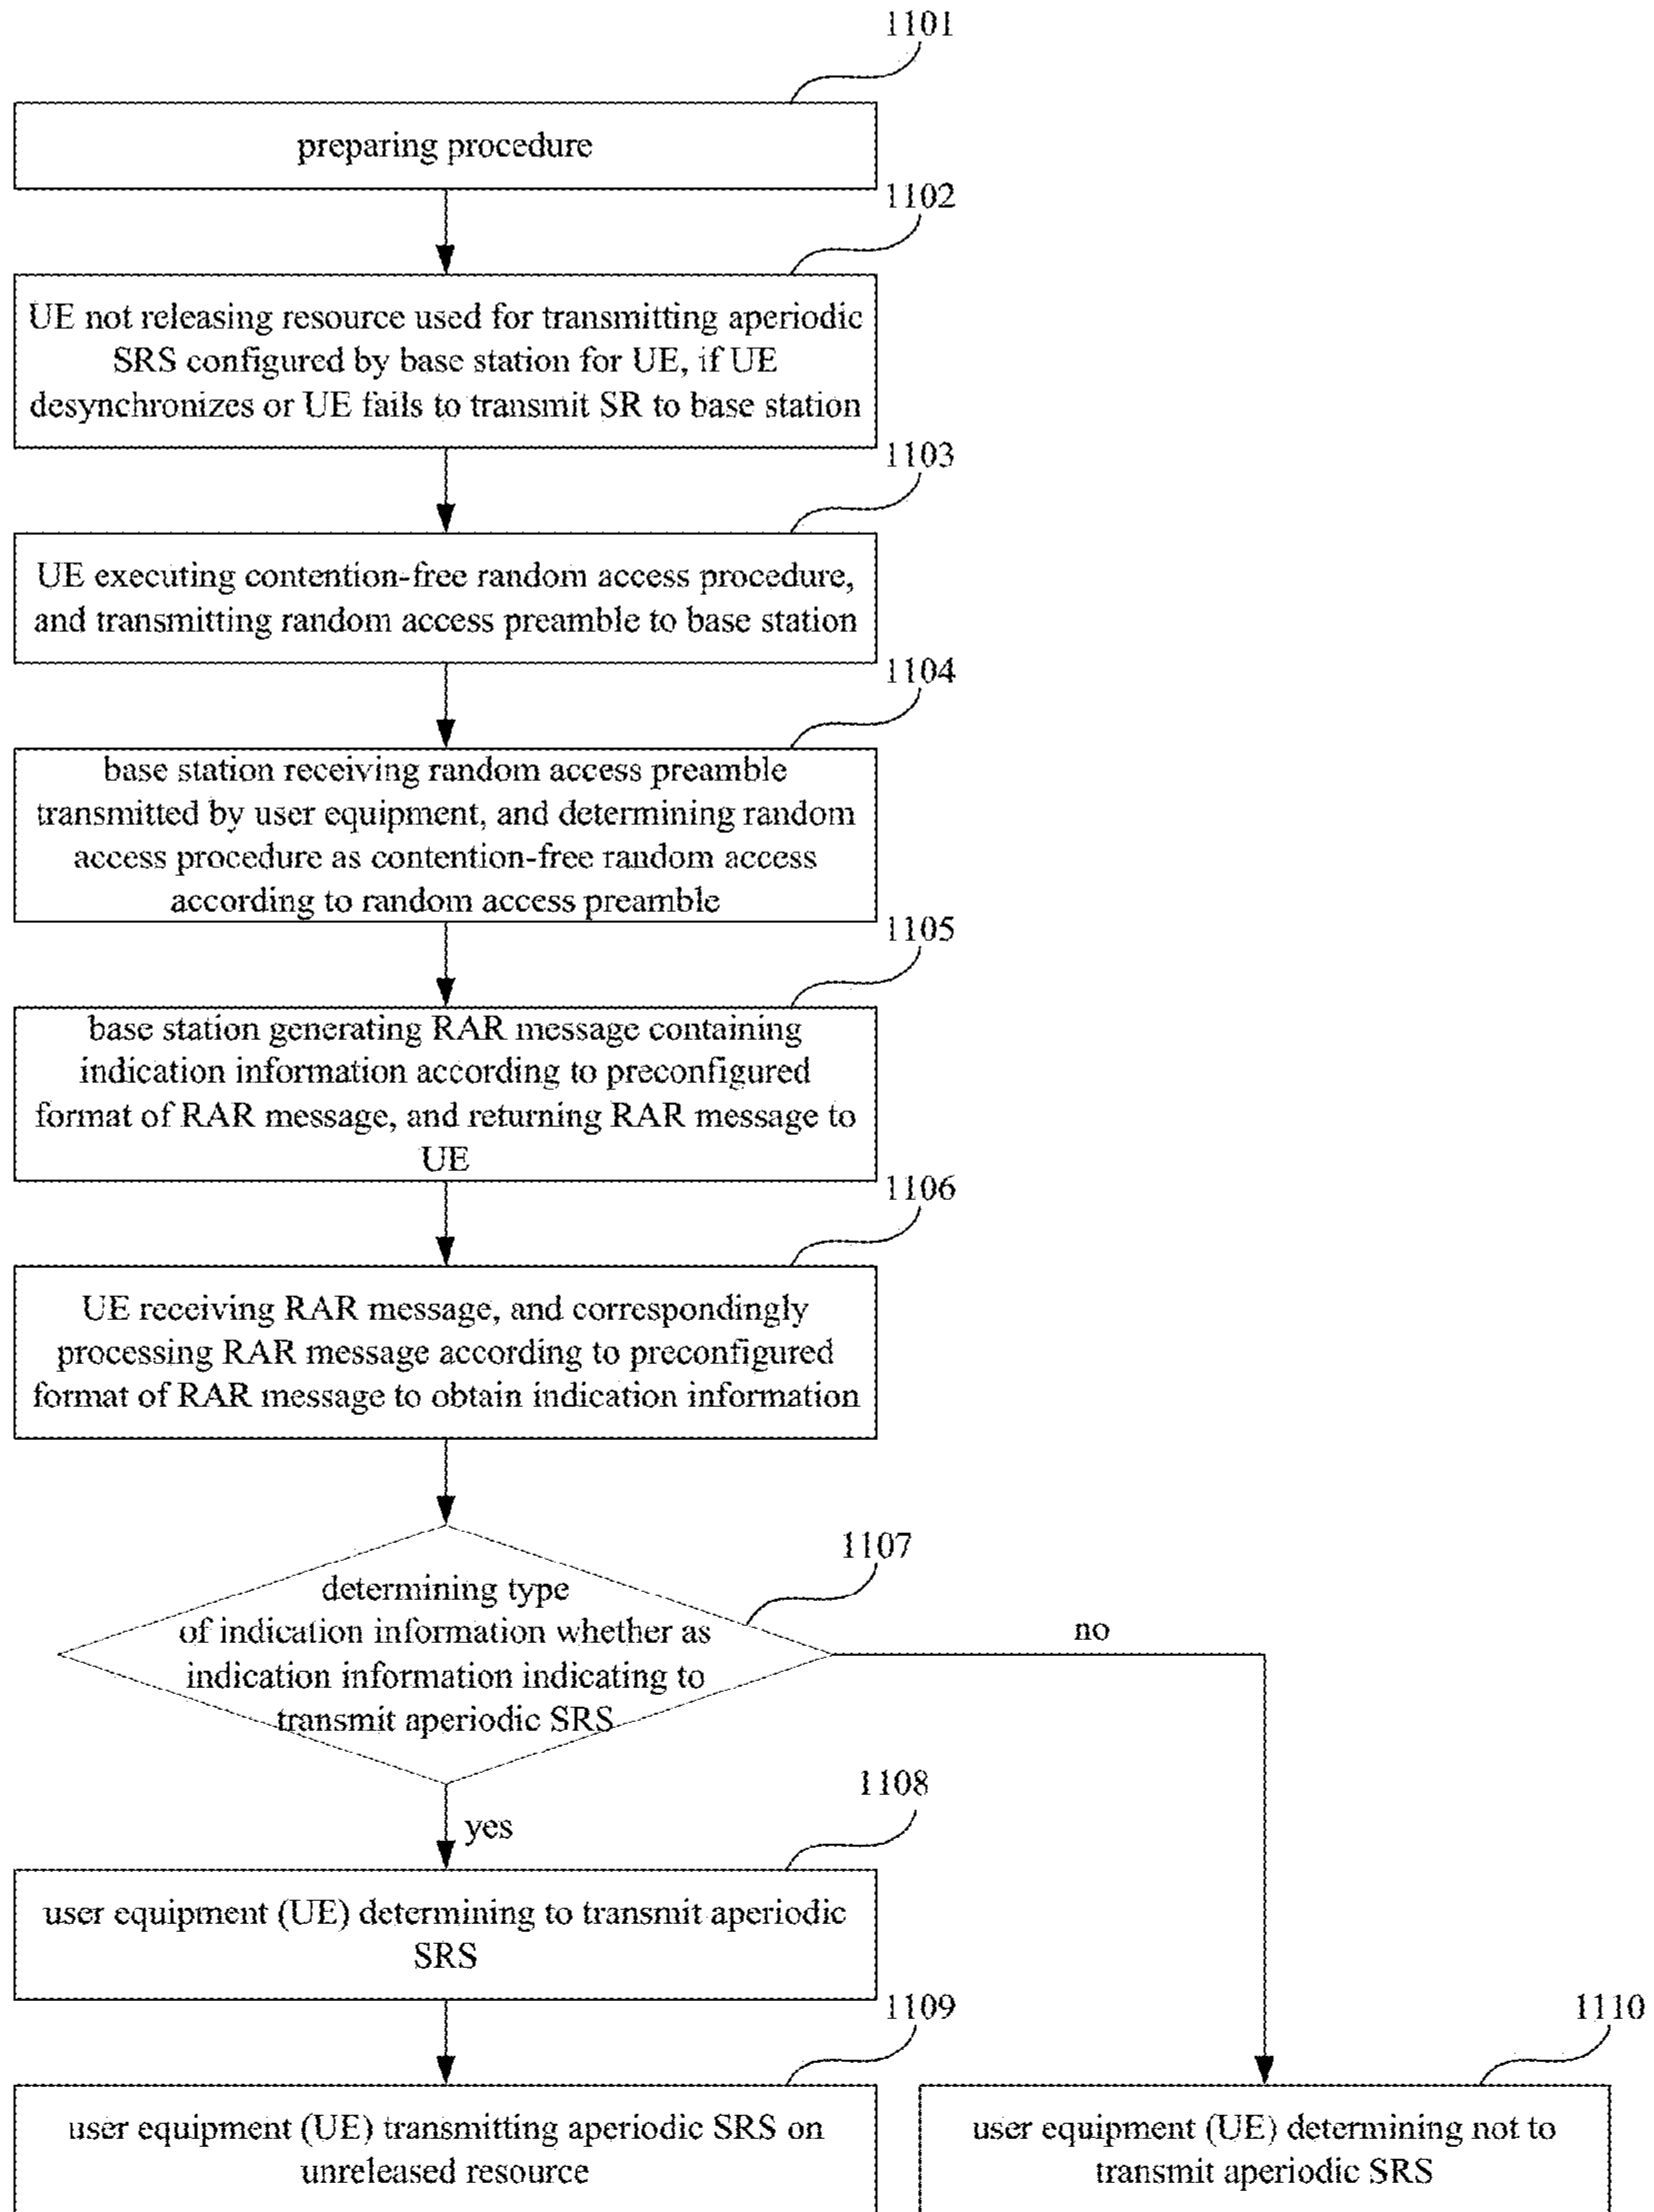 1101
preparing procedure
1102
UE not releasing resource used for transmitting aperiodic
SRS configured by base station for UE, if UE
desynchronizes or UE fails to transmit SR to base station
1103
UE executing contention-free random access procedure,
and transmitting random access preamble to base station
1104
base station receiving random access preamble
transmitted by user equipment, and determining random
access procedure as contention-free random access
according to random access preamble
1105
base station generating RAR message containing
indication information according to preconfigured
format of RAR message, and returning RAR message to
UE
1106
UE receiving RAR message, and correspondingly
processing RAR message according to preconfigured
format of RAR message to obtain indication information
1107
determining type
of indication information whether as
indication information indicating to
transmit aperiodic SRS
no
yes
1108
user equipment (UE) determining to transmit aperiodic
SRS
1109
user equipment (UE) transmitting aperiodic SRS on
unreleased resource
1110
user equipment (UE) determining not to
transmit aperiodic SRS